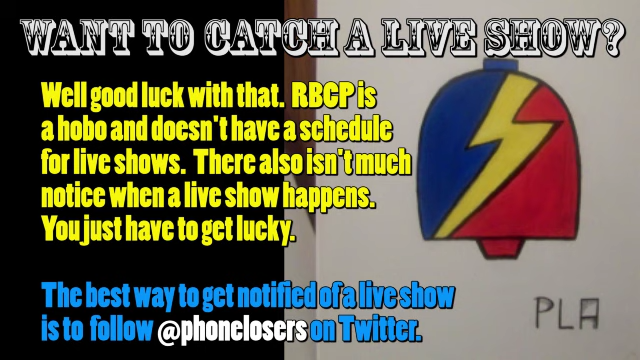 WANT TO CATCH A LIVE SHOW?
Well good luck with that. RBCP is
a hobo and doesn't have a schedule
for live shows. There also isn't much
notice when a live show happens.
You just have to get lucky.
The best way to get notified of a live show
is to follow @phonelosers on Twitter.
PLA